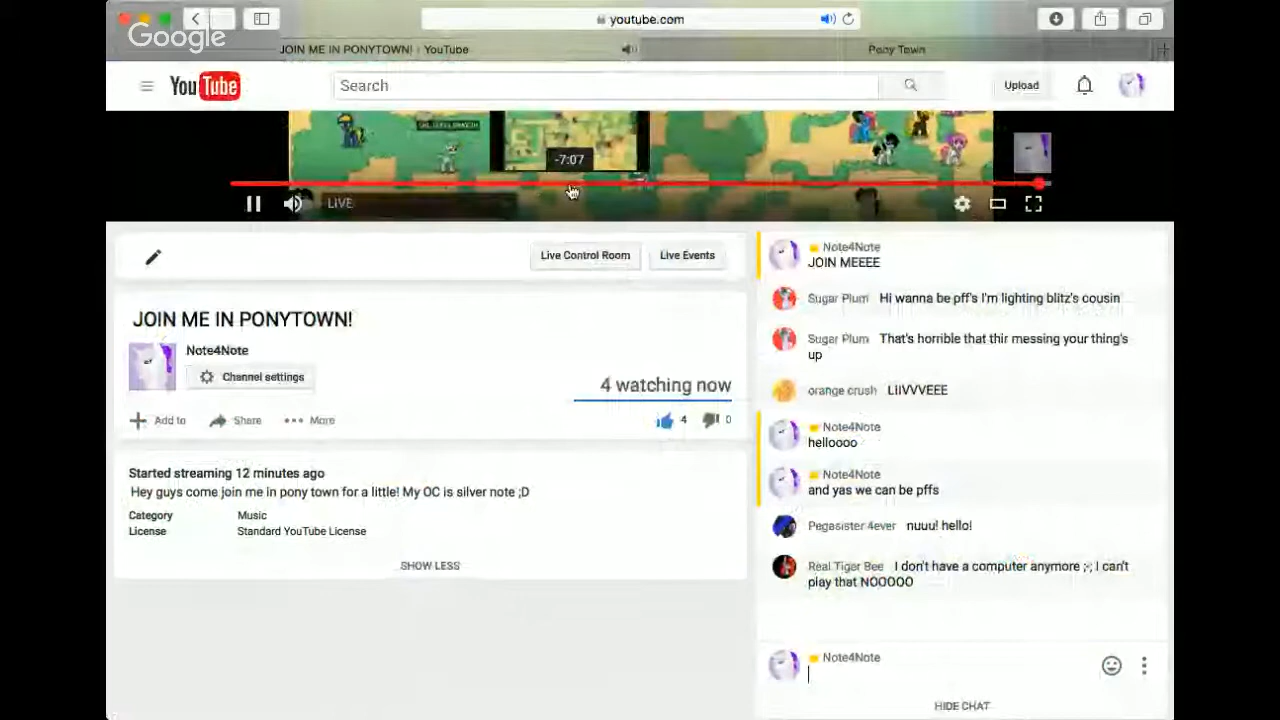 Google
youtube.com
JOIN ME IN PONYTOWN! - YouTube
Pony Town
YouTube
Search
Upload
-7:07
LIVE
Live Control Room
Live Events
JOIN ME IN PONYTOWN!
Note4Note
Channel settings
4 watching now
Add to
Share
More
4
0
Started streaming 12 minutes ago
Hey guys come join me in pony town for a little! My OC is silver note ;D
Category Music
License Standard YouTube License
SHOW LESS
Note4Note
JOIN MEEEE
Sugar Plum Hi wanna be pff's I'm lighting blitz's cousin
Sugar Plum That's horrible that thir messing your thing's
up
orange crush LIIVVVEEE
Note4Note
helloooo
Note4Note
and yas we can be pffs
Pegasister 4ever nuuu! hello!
Real Tiger Bee I don't have a computer anymore ;-; I can't
play that NOOOOO
Note4Note
HIDE CHAT